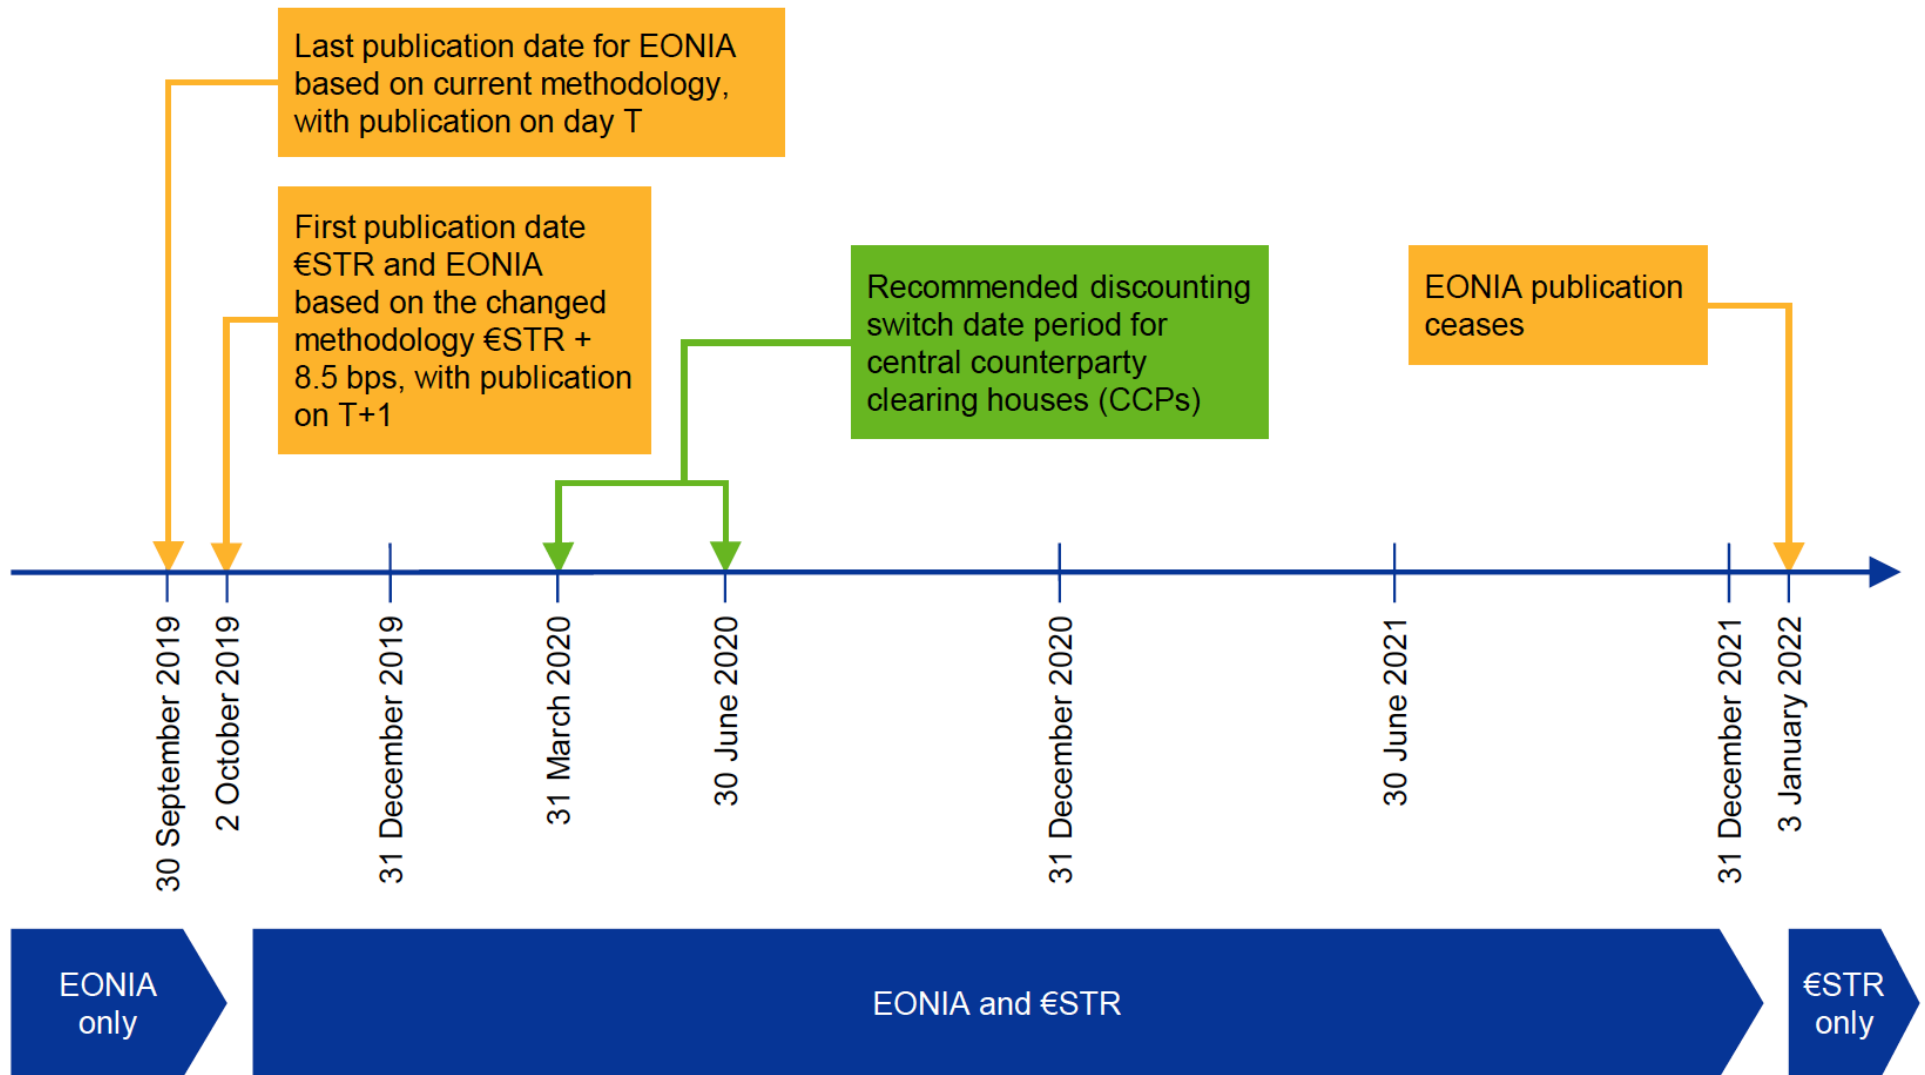 Last publication date for EONIA
based on current methodology,
with publication on day T
First publication date
€STR and EONIA
based on the changed
methodology €STR +
8.5 bps, with publication
on T+1
Recommended discounting
switch date period for
central counterparty
clearing houses (CCPs)
EONIA publication
ceases
30 September 2019
2 October 2019
31 December 2019
31 March 2020
30 June 2020
31 December 2020
30 June 2021
31 December 2021
3 January 2022
EONIA
only
EONIA and €STR
€STR
only